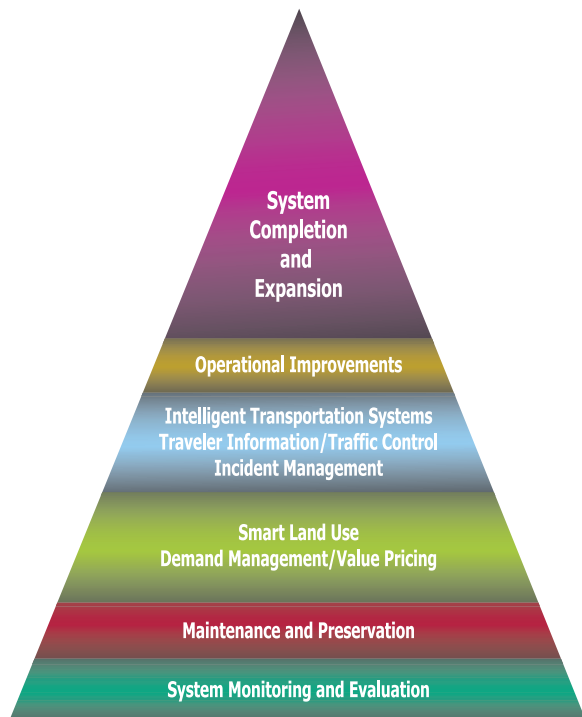 System
Completion
and
Expansion
Operational Improvements
Intelligent Transportation Systems
Traveler Information/Traffic Control
Incident Management
Smart Land Use
Demand Management/Value Pricing
Maintenance and Preservation
System Monitoring and Evaluation